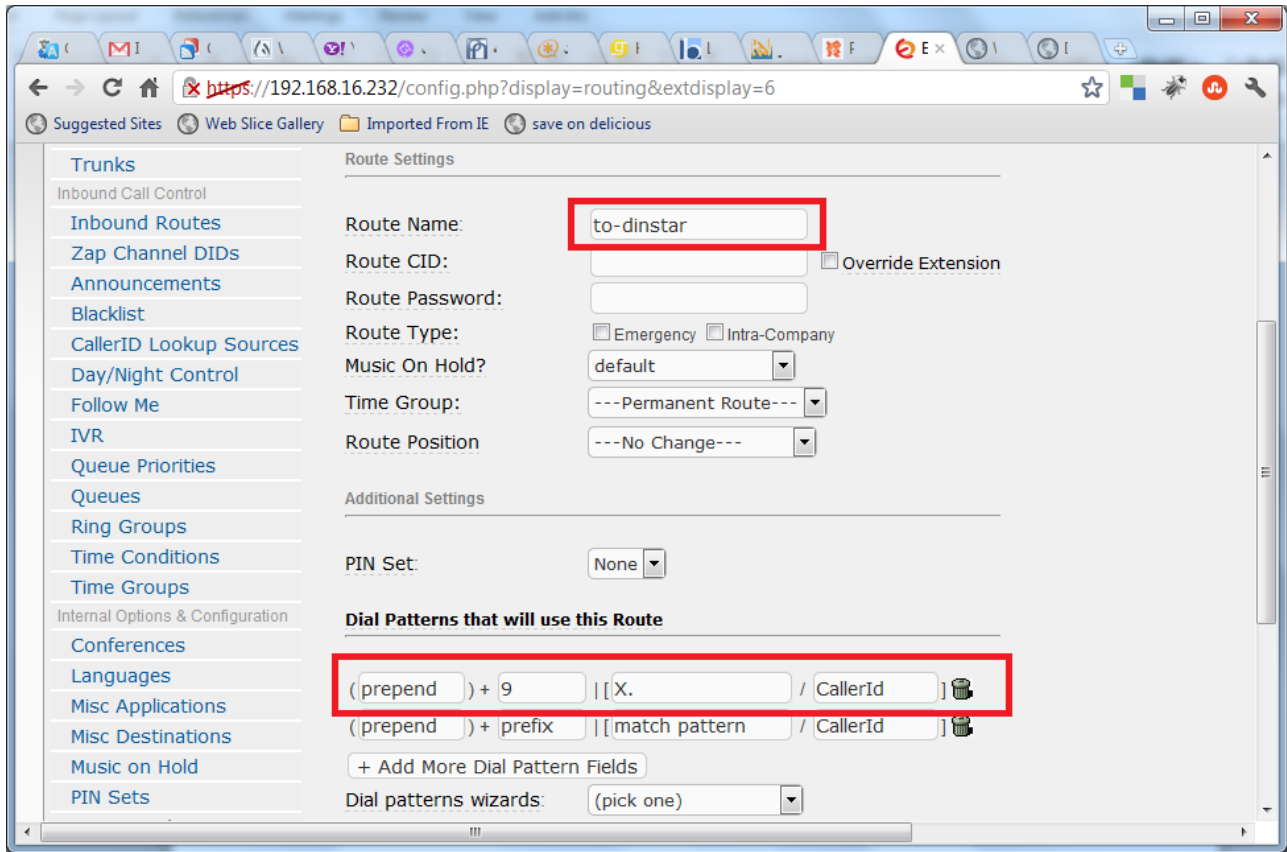 https://192.168.16.232/config.php?display=routing&extdisplay=6
Suggested Sites Web Slice Gallery Imported From IE save on delicious
Trunks
Inbound Call Control
Inbound Routes
Zap Channel DIDs
Announcements
Blacklist
CallerID Lookup Sources
Day/Night Control
Follow Me
IVR
Queue Priorities
Queues
Ring Groups
Time Conditions
Time Groups
Internal Options & Configuration
Conferences
Languages
Misc Applications
Misc Destinations
Music on Hold
PIN Sets
Route Settings
Route Name: to-dinstar
Route CID: Override Extension
Route Password:
Route Type: Emergency Intra-Company
Music On Hold? default
Time Group: ---Permanent Route---
Route Position ---No Change---
Additional Settings
PIN Set: None
Dial Patterns that will use this Route
(prepend) + 9 |[X. / CallerId ]
(prepend) + prefix |[match pattern / CallerId ]
+ Add More Dial Pattern Fields
Dial patterns wizards: (pick one)